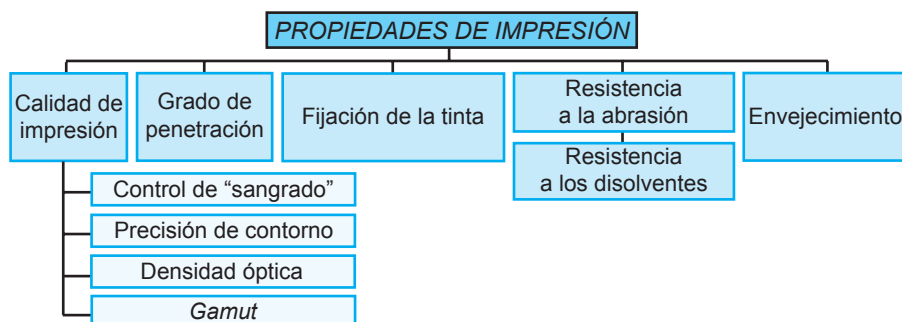 PROPIEDADES DE IMPRESIÓN
Calidad de
impresión
Grado de
penetración
Fijación de la tinta
Resistencia
a la abrasión
Envejecimiento
Resistencia
a los disolventes
Control de “sangrado”
Precisión de contorno
Densidad óptica
Gamut